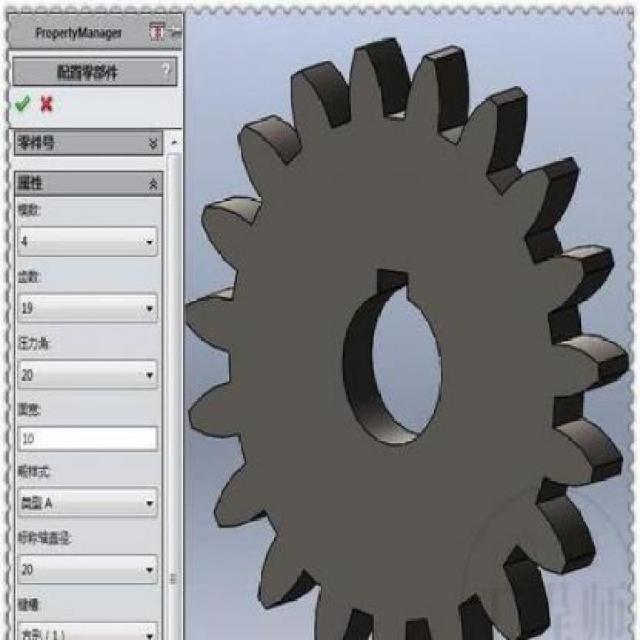 PropertyManager
配置零部件
?
零件号
属性
模数:
4
齿数:
19
压力角:
20
面宽:
10
毂样式:
类型 A
标称轴直径:
20
键槽:
方形 ( 1 )
程师